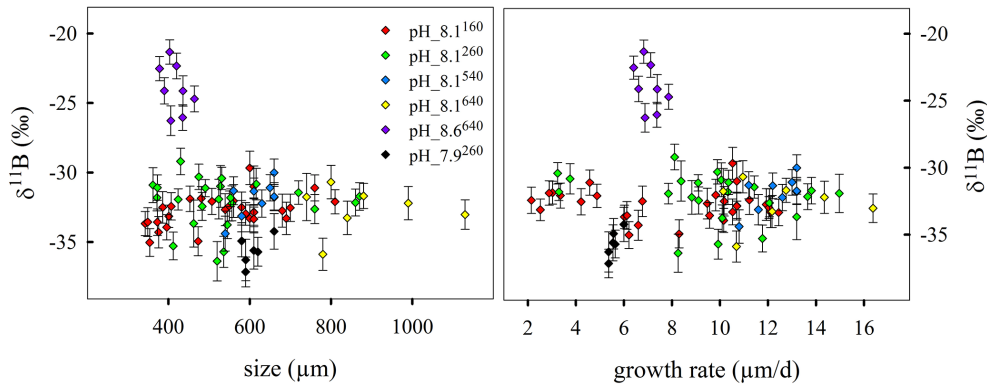 -20
-25
-30
-35
δ¹¹B (‰)
pH_8.1¹⁶⁰
pH_8.1²⁶⁰
pH_8.1⁵⁴⁰
pH_8.1⁶⁴⁰
pH_8.6⁶⁴⁰
pH_7.9²⁶⁰
400 600 800 1000
size (µm)
-20
-25
-30
-35
δ¹¹B (‰)
2 4 6 8 10 12 14 16
growth rate (µm/d)